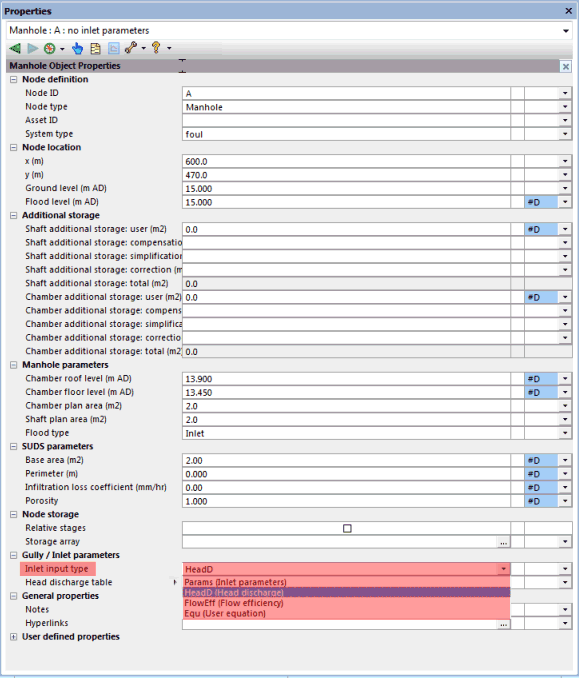 Properties
Manhole : A : no inlet parameters
Manhole Object Properties
Node definition
Node ID A
Node type Manhole
Asset ID
System type foul
Node location
x (m) 600.0
y (m) 470.0
Ground level (m AD) 15.000
Flood level (m AD) 15.000 #D
Additional storage
Shaft additional storage: user (m2) 0.0 #D
Shaft additional storage: compensatio
Shaft additional storage: simplification
Shaft additional storage: correction (m
Shaft additional storage: total (m2) 0.0
Chamber additional storage: user (m2) 0.0 #D
Chamber additional storage: compens
Chamber additional storage: simplifica
Chamber additional storage: correctio
Chamber additional storage: total (m2 0.0
Manhole parameters
Chamber roof level (m AD) 13.900 #D
Chamber floor level (m AD) 13.450 #D
Chamber plan area (m2) 2.0
Shaft plan area (m2) 2.0
Flood type Inlet
SUDS parameters
Base area (m2) 2.00 #D
Perimeter (m) 0.000 #D
Infiltration loss coefficient (mm/hr) 0.00 #D
Porosity 1.000 #D
Node storage
Relative stages
Storage array ...
Gully / Inlet parameters
Inlet input type HeadD
Head discharge table Params (Inlet parameters)
HeadD (Head discharge)
General properties
FlowEff (Flow efficiency)
Notes Equ (User equation)
Hyperlinks ...
User defined properties